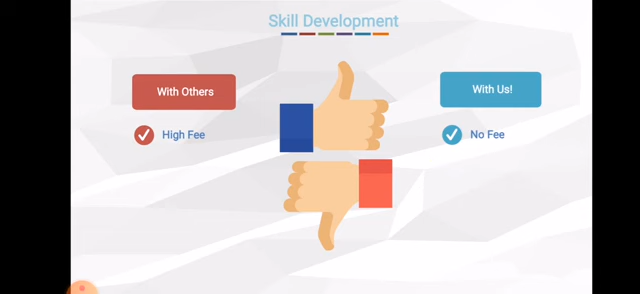 Skill Development
With Others
With Us!
High Fee
No Fee